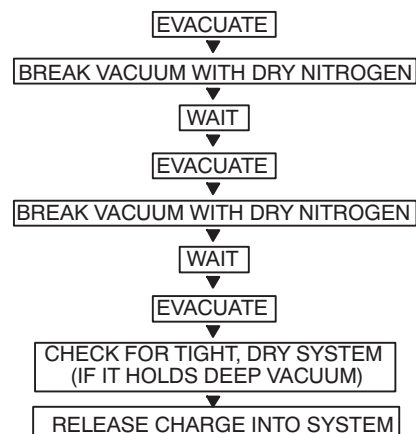 EVACUATE
BREAK VACUUM WITH DRY NITROGEN
WAIT
EVACUATE
BREAK VACUUM WITH DRY NITROGEN
WAIT
EVACUATE
CHECK FOR TIGHT, DRY SYSTEM
(IF IT HOLDS DEEP VACUUM)
RELEASE CHARGE INTO SYSTEM